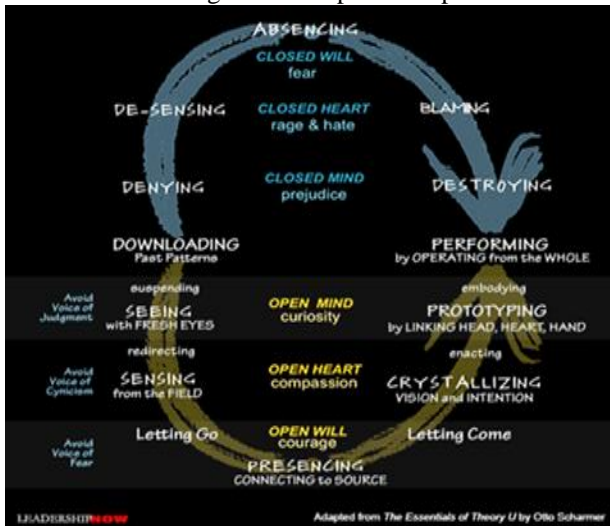 ABSENCING
CLOSED WILL
fear
DE-SENSING
CLOSED HEART
rage & hate
BLAMING
DENYING
CLOSED MIND
prejudice
DESTROYING
DOWNLOADING
Past Patterns
PERFORMING
by OPERATING from the WHOLE
suspending
embodying
Avoid
Voice of
Judgment
SEEING
with FRESH EYES
OPEN MIND
curiosity
PROTOTYPING
by LINKING HEAD, HEART, HAND
redirecting
enacting
Avoid
Voice of
Cynicism
SENSING
from the FIELD
OPEN HEART
compassion
CRYSTALLIZING
VISION and INTENTION
Avoid
Voice of
Fear
Letting Go
OPEN WILL
courage
Letting Come
PRESENCING
CONNECTING to SOURCE
LEADERSHIPNOW
Adapted from The Essentials of Theory U by Otto Scharmer